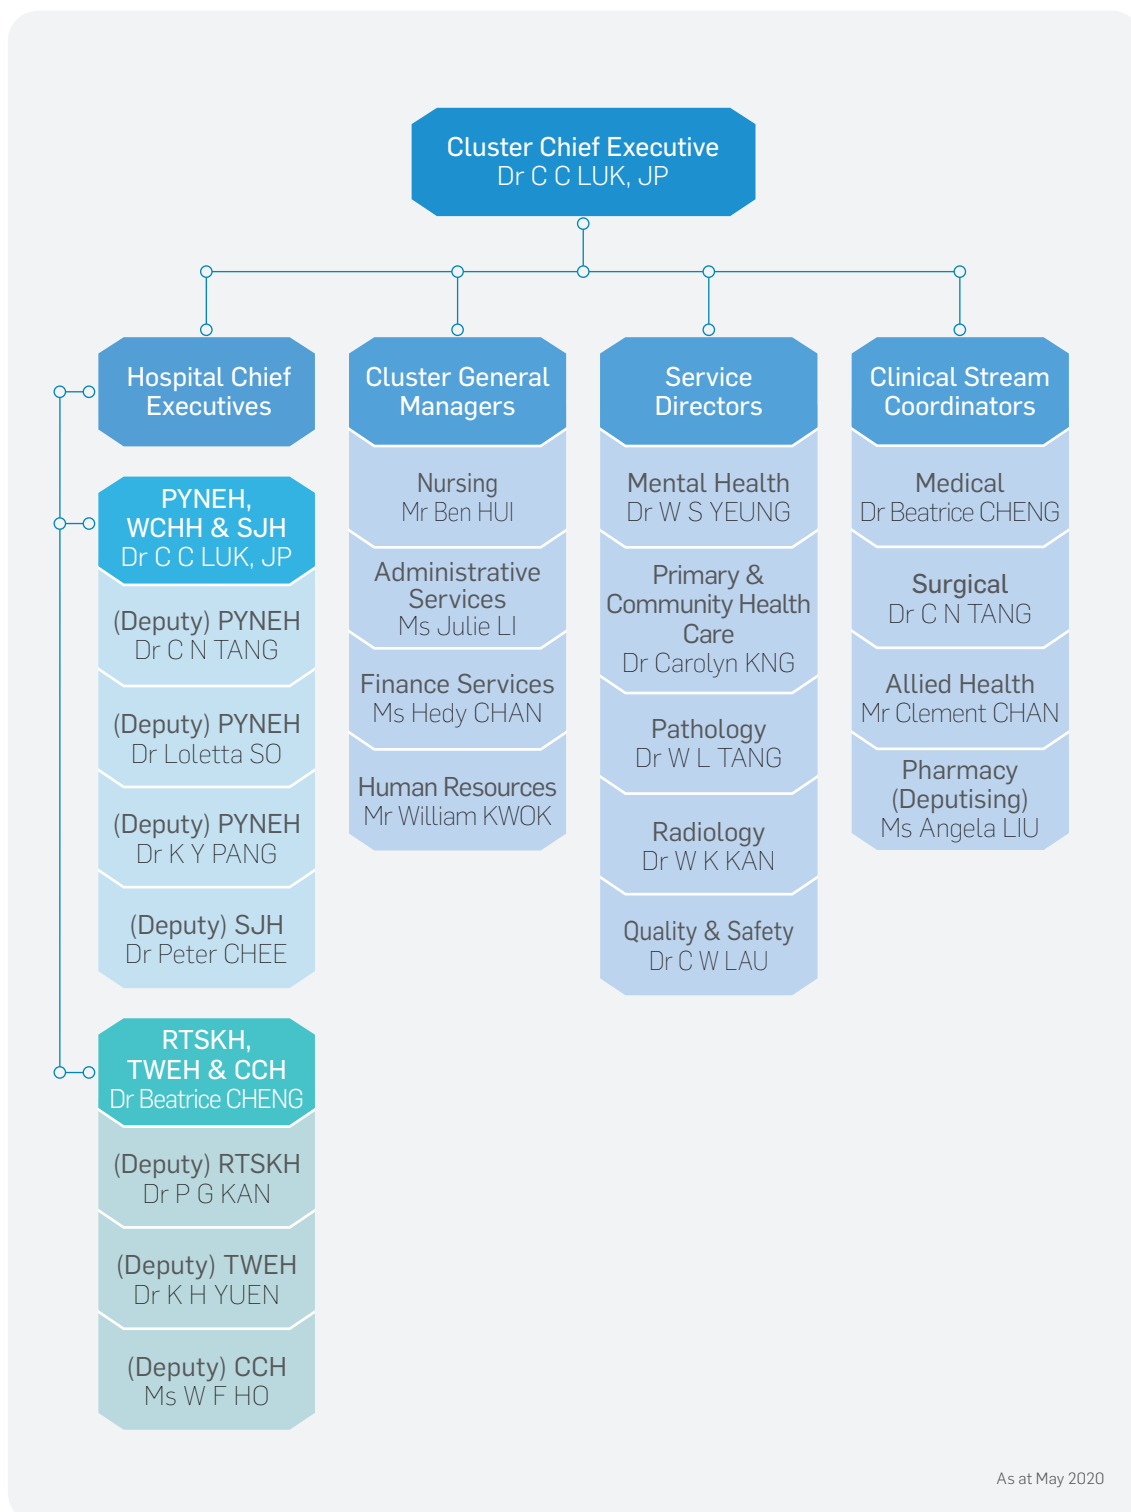 Cluster Chief Executive
Dr C C LUK, JP
Hospital Chief
Executives
PYNEH,
WCHH & SJH
Dr C C LUK, JP
(Deputy) PYNEH
Dr C N TANG
(Deputy) PYNEH
Dr Loletta SO
(Deputy) PYNEH
Dr K Y PANG
(Deputy) SJH
Dr Peter CHEE
RTSKH,
TWEH & CCH
Dr Beatrice CHENG
(Deputy) RTSKH
Dr P G KAN
(Deputy) TWEH
Dr K H YUEN
(Deputy) CCH
Ms W F HO
Cluster General
Managers
Nursing
Mr Ben HUI
Administrative
Services
Ms Julie LI
Finance Services
Ms Hedy CHAN
Human Resources
Mr William KWOK
Service
Directors
Mental Health
Dr W S YEUNG
Primary &
Community Health
Care
Dr Carolyn KNG
Pathology
Dr W L TANG
Radiology
Dr W K KAN
Quality & Safety
Dr C W LAU
Clinical Stream
Coordinators
Medical
Dr Beatrice CHENG
Surgical
Dr C N TANG
Allied Health
Mr Clement CHAN
Pharmacy
(Deputising)
Ms Angela LIU
As at May 2020